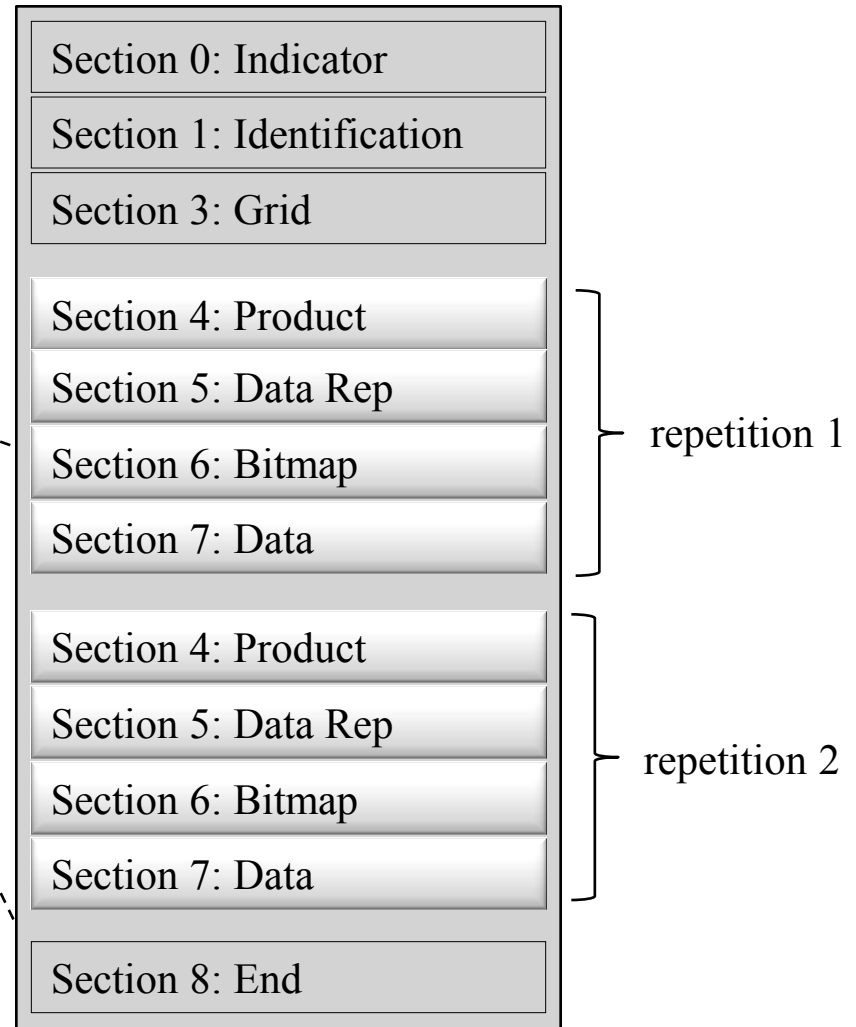 Section 0: Indicator
Section 1: Identification
Section 3: Grid
Section 4: Product
Section 5: Data Rep
Section 6: Bitmap
Section 7: Data
repetition 1
Section 4: Product
Section 5: Data Rep
Section 6: Bitmap
Section 7: Data
repetition 2
Section 8: End